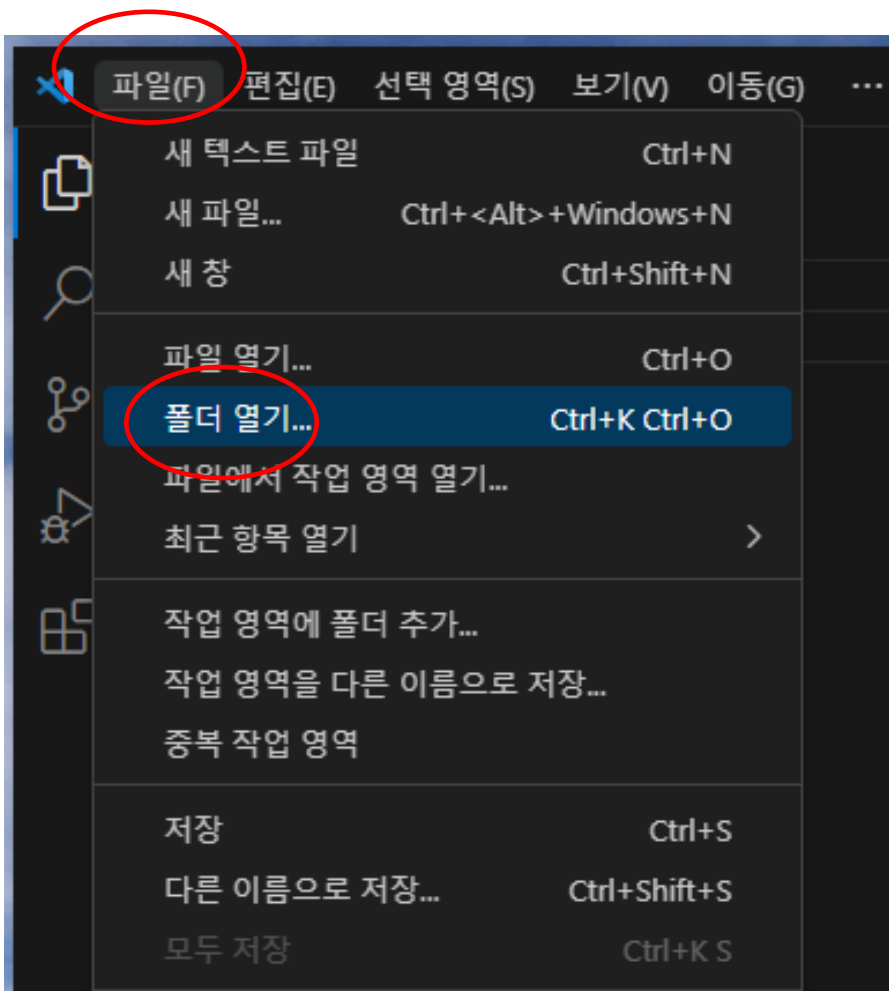 파일(F) 편집(E) 선택 영역(S) 보기(V) 이동(G) ...
새 텍스트 파일 Ctrl+N
새 파일... Ctrl+<Alt>+Windows+N
새 창 Ctrl+Shift+N
파일 열기... Ctrl+O
폴더 열기... Ctrl+K Ctrl+O
파일에서 작업 영역 열기...
최근 항목 열기
작업 영역에 폴더 추가...
작업 영역을 다른 이름으로 저장...
중복 작업 영역
저장 Ctrl+S
다른 이름으로 저장... Ctrl+Shift+S
모두 저장 Ctrl+K S